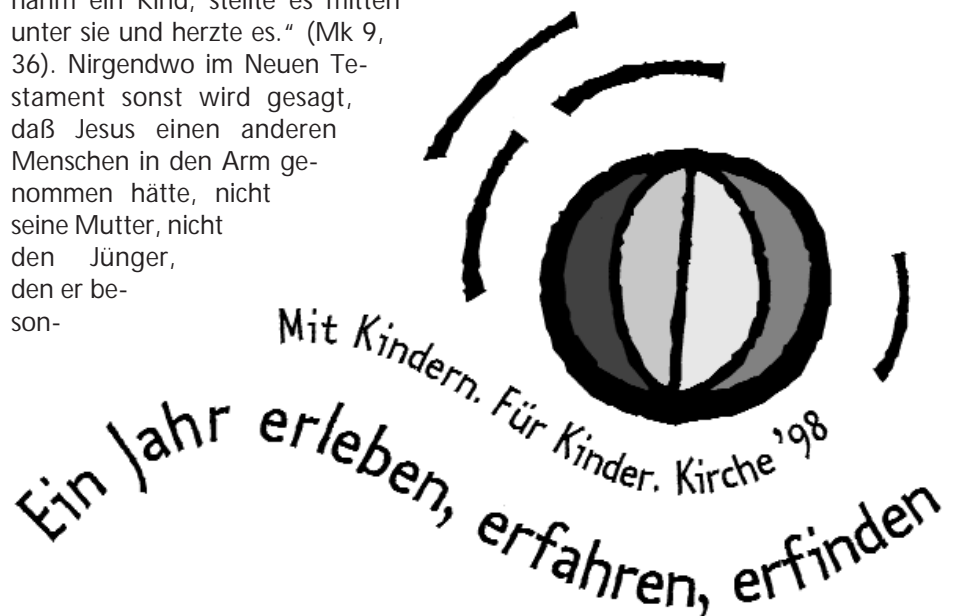 nahm ein Kind, stellte es mitten
unter sie und herzte es.“ (Mk 9,
36). Nirgendwo im Neuen Te-
stament sonst wird gesagt,
daß Jesus einen anderen
Menschen in den Arm ge-
nommen hätte, nicht
seine Mutter, nicht
den Jünger,
den er be-
son-
Mit Kindern. Für Kinder. Kirche '98
Ein Jahr erleben, erfahren, erfinden